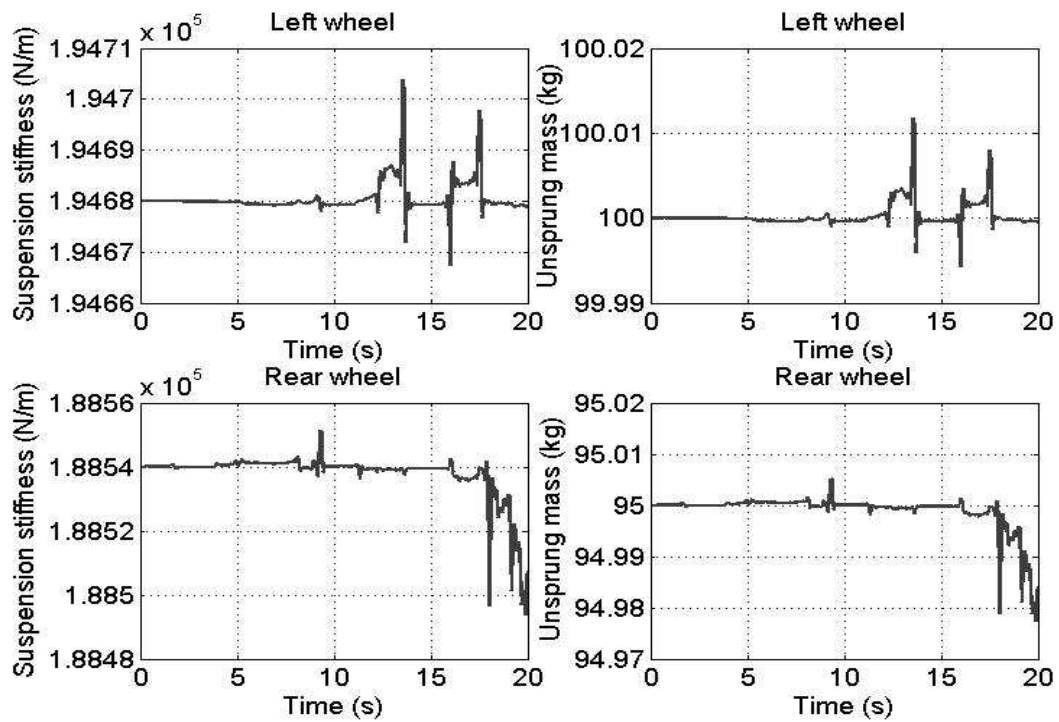 Left wheel
x 10^5
Suspension stiffness (N/m)
1.9471
1.947
1.9469
1.9468
1.9467
1.9466
0 5 10 15 20
Time (s)
Left wheel
Unsprung mass (kg)
100.02
100.01
100
99.99
0 5 10 15 20
Time (s)
Rear wheel
x 10^5
Suspension stiffness (N/m)
1.8856
1.8854
1.8852
1.885
1.8848
0 5 10 15 20
Time (s)
Rear wheel
Unsprung mass (kg)
95.02
95.01
95
94.99
94.98
94.97
0 5 10 15 20
Time (s)